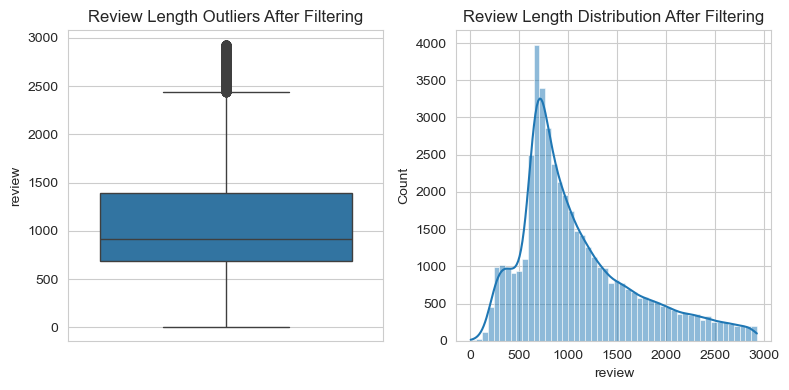 Review Length Outliers After Filtering
3000
2500
2000
1500
1000
500
0
review
Review Length Distribution After Filtering
4000
3500
3000
2500
2000
1500
1000
500
0
Count
0 500 1000 1500 2000 2500 3000
review